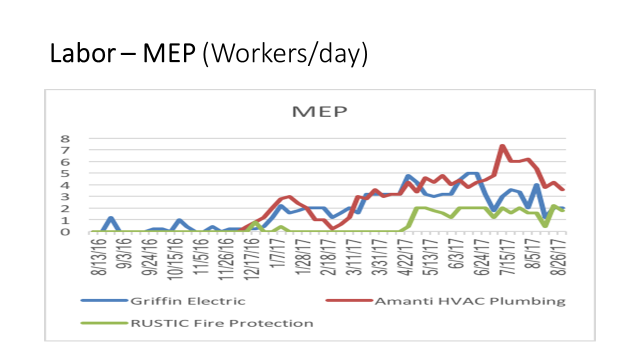 Labor – MEP (Workers/day)
MEP
8
7
6
5
4
3
2
1
0
8/13/16 9/3/16 9/24/16 10/15/16 11/5/16 11/26/16 12/17/16 1/7/17 1/28/17 2/18/17 3/11/17 3/31/17 4/22/17 5/13/17 6/3/17 6/24/17 7/15/17 8/5/17 8/26/17
Griffin Electric Amanti HVAC Plumbing
RUSTIC Fire Protection